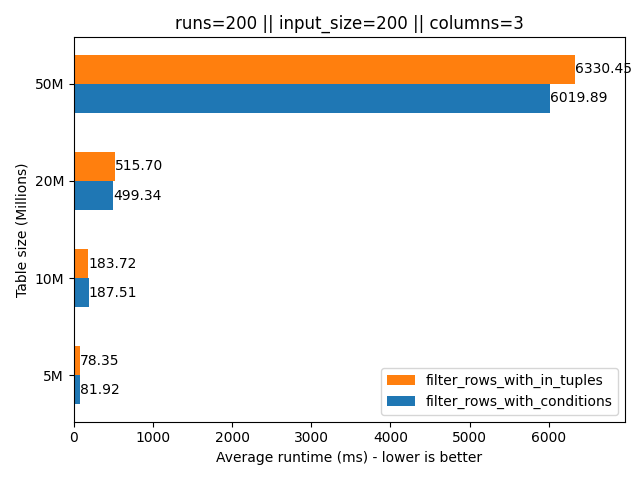 runs=200 || input_size=200 || columns=3
Table size (Millions)
50M
6330.45
6019.89
20M
515.70
499.34
10M
183.72
187.51
5M
78.35
81.92
filter_rows_with_in_tuples
filter_rows_with_conditions
0 1000 2000 3000 4000 5000 6000
Average runtime (ms) - lower is better